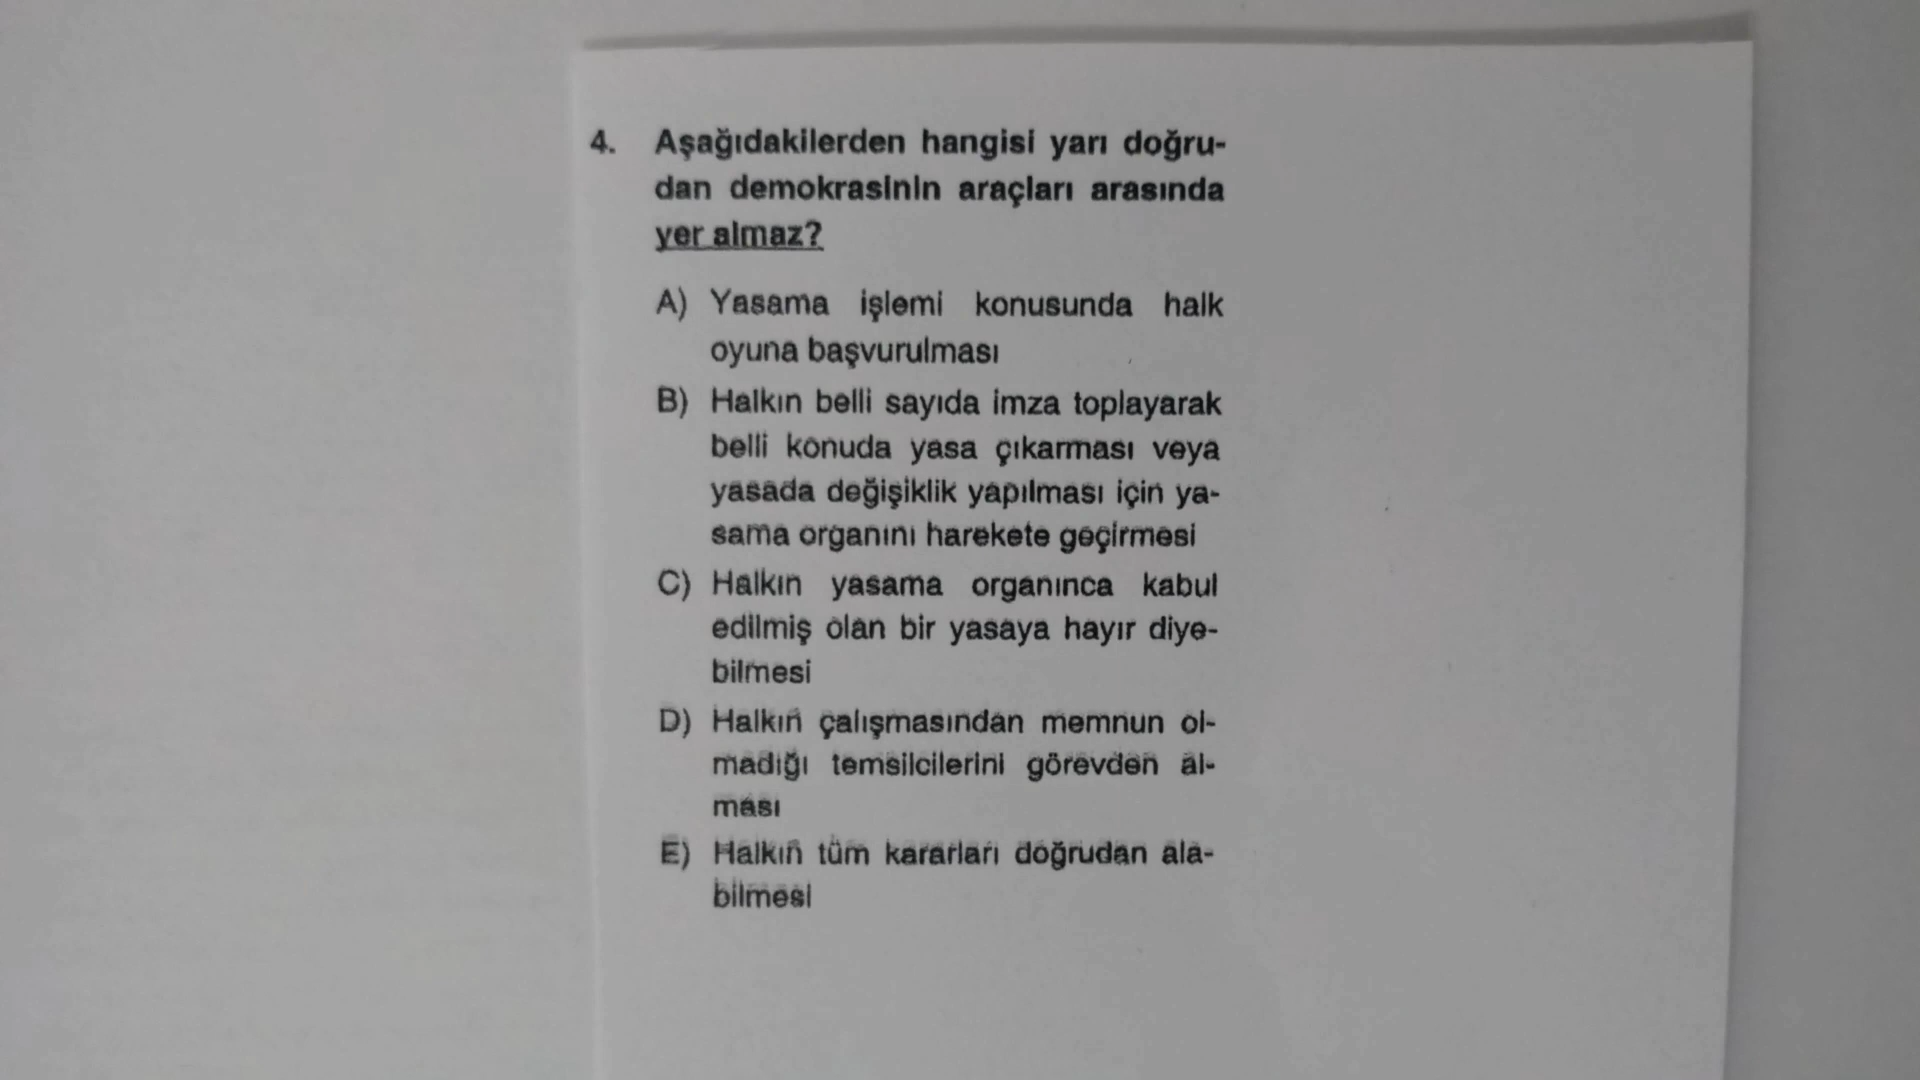 4. Aşağıdakilerden hangisi yarı doğru-
dan demokrasinin araçları arasında
yer almaz?
A) Yasama işlemi konusunda halk
oyuna başvurulması
B) Halkın belli sayıda imza toplayarak
belli konuda yasa çıkarması veya
yasada değişiklik yapılması için ya-
sama organını harekete geçirmesi
C) Halkın yasama organınca kabul
edilmiş olan bir yasaya hayır diye-
bilmesi
D) Halkın çalışmasından memnun ol-
madığı temsilcilerini görevden al-
ması
E) Halkın tüm kararları doğrudan ala-
bilmesi